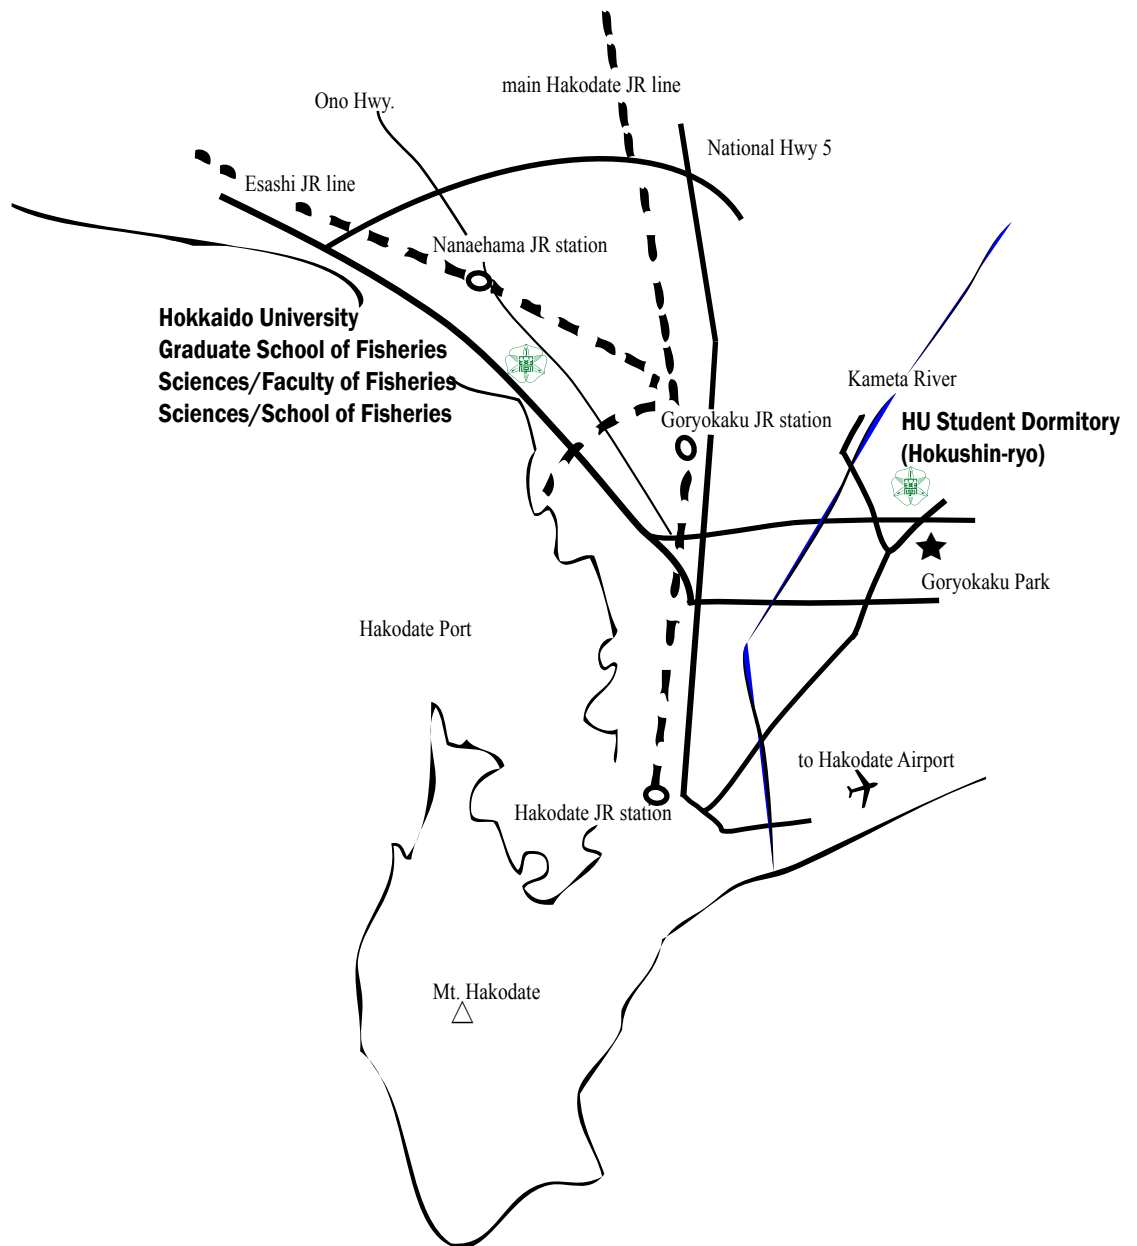 main Hakodate JR line
Ono Hwy.
National Hwy 5
Esashi JR line
Nanaehama JR station
Hokkaido University
Graduate School of Fisheries
Sciences/Faculty of Fisheries
Sciences/School of Fisheries
Kameta River
HU Student Dormitory
(Hokushin-ryo)
Goryokaku JR station
Goryokaku Park
Hakodate Port
to Hakodate Airport
Hakodate JR station
Mt. Hakodate